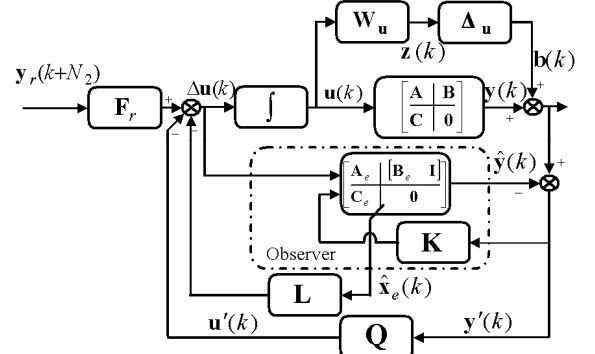 W_u
Δ_u
z(k)
b(k)
y_r(k+N_2)
F_r
Δu(k)
∫
u(k)
A B
C 0
y(k)
+
−
−
+
+
+
−
ŷ(k)
A_e [B_e I]
C_e 0
K
Observer
L
x̂_e(k)
u′(k)
Q
y′(k)